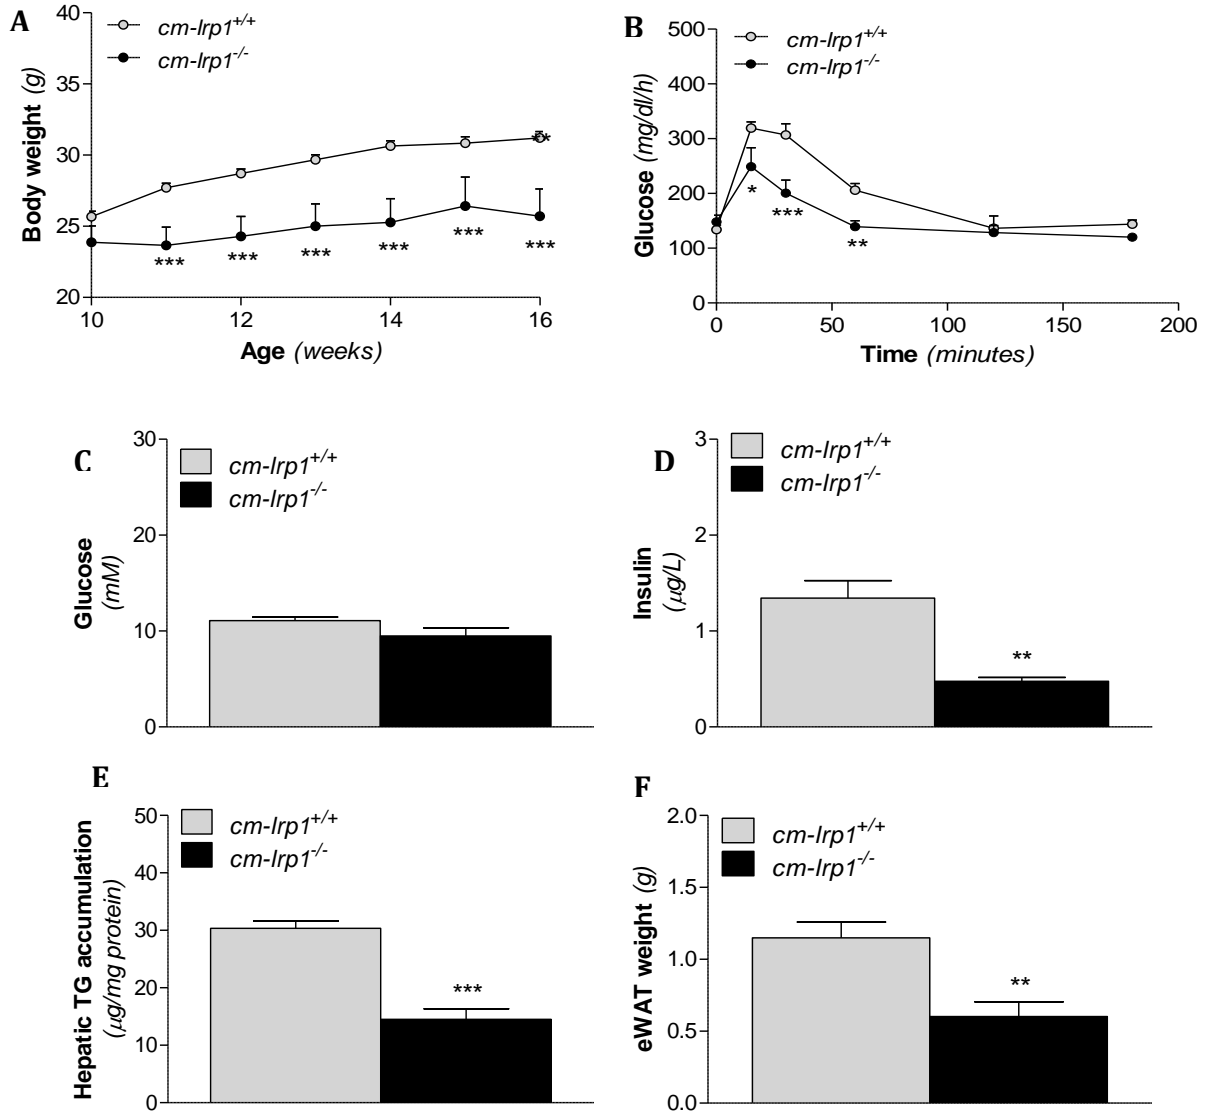 A
cm-lrp1+/+
cm-lrp1-/-
40
35
30
25
20
Body weight (g)
**
***
***
***
***
***
***
10
12
14
16
Age (weeks)
B
cm-lrp1+/+
cm-lrp1-/-
500
400
300
200
100
0
Glucose (mg/dl/h)
*
***
**
0
50
100
150
200
Time (minutes)
C
cm-lrp1+/+
cm-lrp1-/-
30
20
10
0
Glucose
(mM)
D
cm-lrp1+/+
cm-lrp1-/-
3
2
1
0
Insulin
(μg/L)
**
E
cm-lrp1+/+
cm-lrp1-/-
50
40
30
20
10
0
Hepatic TG accumulation
(μg/mg protein)
***
F
cm-lrp1+/+
cm-lrp1-/-
2.0
1.5
1.0
0.5
0.0
eWAT weight (g)
**